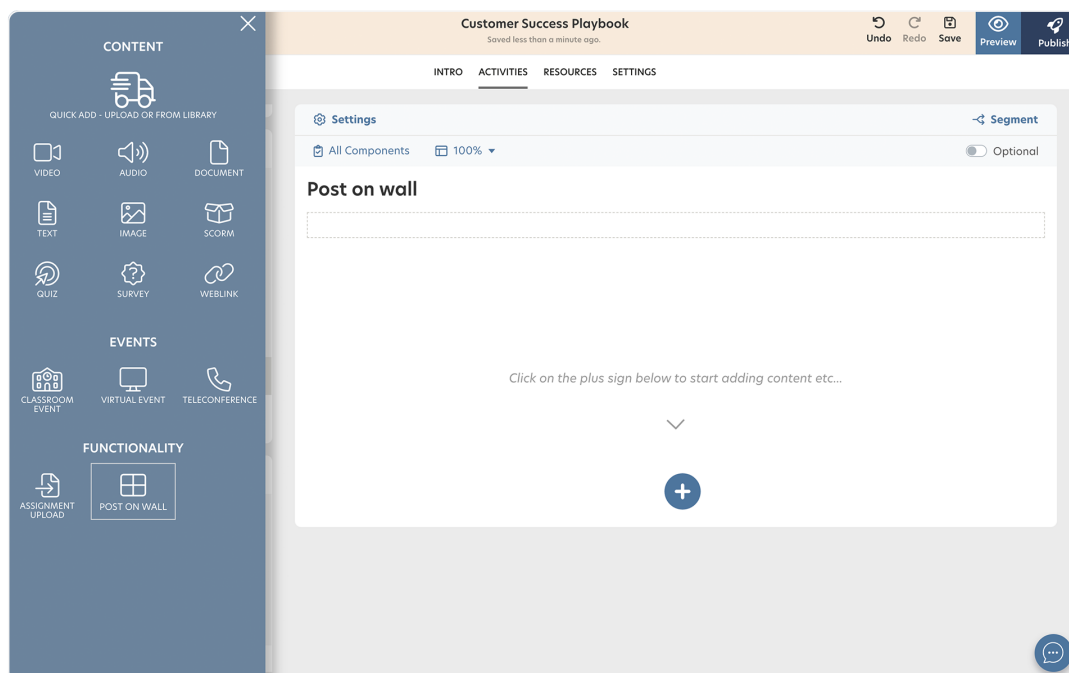 CONTENT
QUICK ADD - UPLOAD OR FROM LIBRARY
VIDEO
AUDIO
DOCUMENT
TEXT
IMAGE
SCORM
QUIZ
SURVEY
WEBLINK
EVENTS
CLASSROOM
EVENT
VIRTUAL EVENT
TELECONFERENCE
FUNCTIONALITY
ASSIGNMENT
UPLOAD
POST ON WALL
Customer Success Playbook
Saved less than a minute ago.
Undo
Redo
Save
Preview
Publish
INTRO
ACTIVITIES
RESOURCES
SETTINGS
Settings
Segment
All Components
100%
Optional
Post on wall
Click on the plus sign below to start adding content etc...